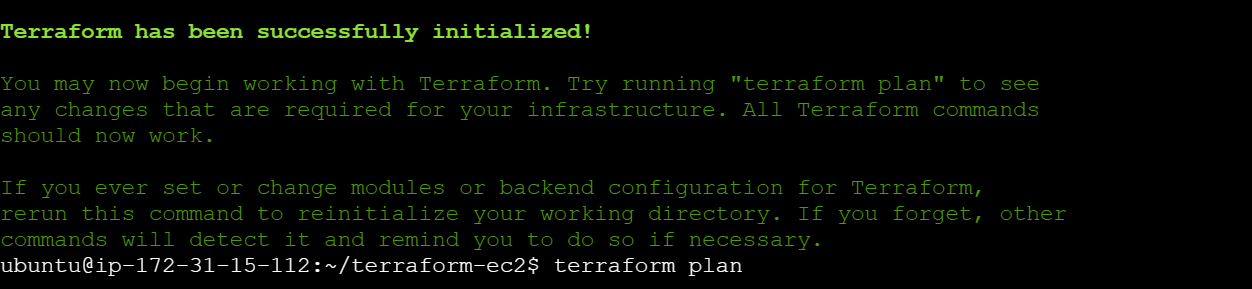 Terraform has been successfully initialized!
You may now begin working with Terraform. Try running "terraform plan" to see
any changes that are required for your infrastructure. All Terraform commands
should now work.
If you ever set or change modules or backend configuration for Terraform,
rerun this command to reinitialize your working directory. If you forget, other
commands will detect it and remind you to do so if necessary.
ubuntu@ip-172-31-15-112:~/terraform-ec2$ terraform plan